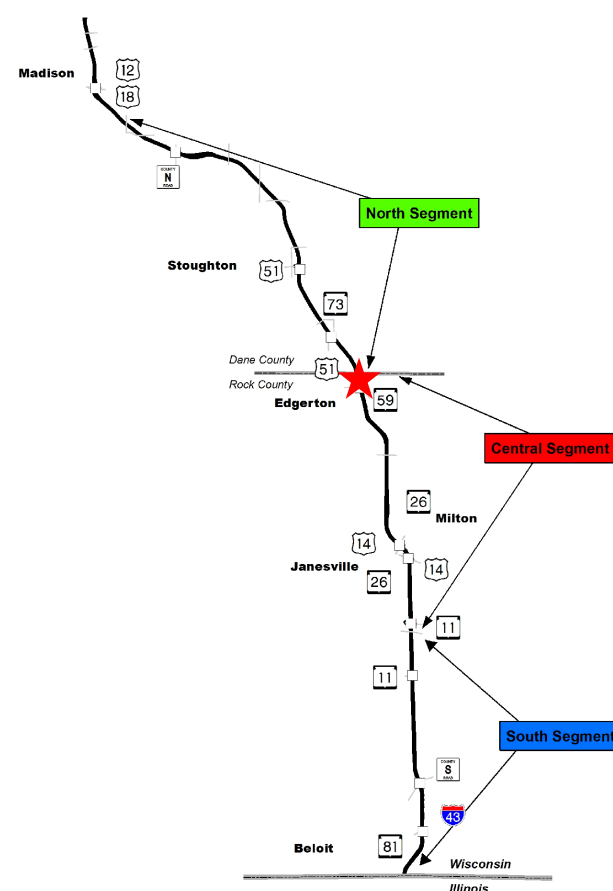 Madison
12
18
COUNTY
N
ROAD
North Segment
Stoughton
51
73
Dane County
51
Rock County
Edgerton
59
Central Segment
26
Milton
14
Janesville
14
26
11
11
South Segment
COUNTY
S
ROAD
43
Beloit
81
Wisconsin
Illinois